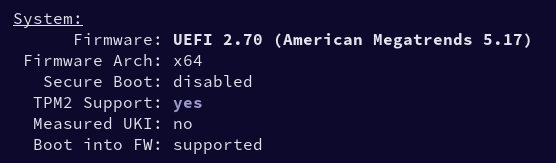 System:
Firmware: UEFI 2.70 (American Megatrends 5.17)
Firmware Arch: x64
Secure Boot: disabled
TPM2 Support: yes
Measured UKI: no
Boot into FW: supported